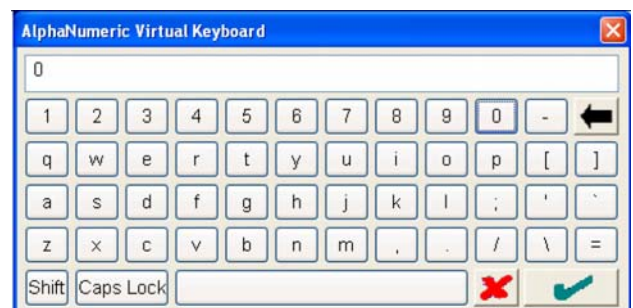 AlphaNumeric Virtual Keyboard
0
1 2 3 4 5 6 7 8 9 0 -
q w e r t y u i o p [ ]
a s d f g h j k l ; ' `
z x c v b n m , . / \ =
Shift Caps Lock